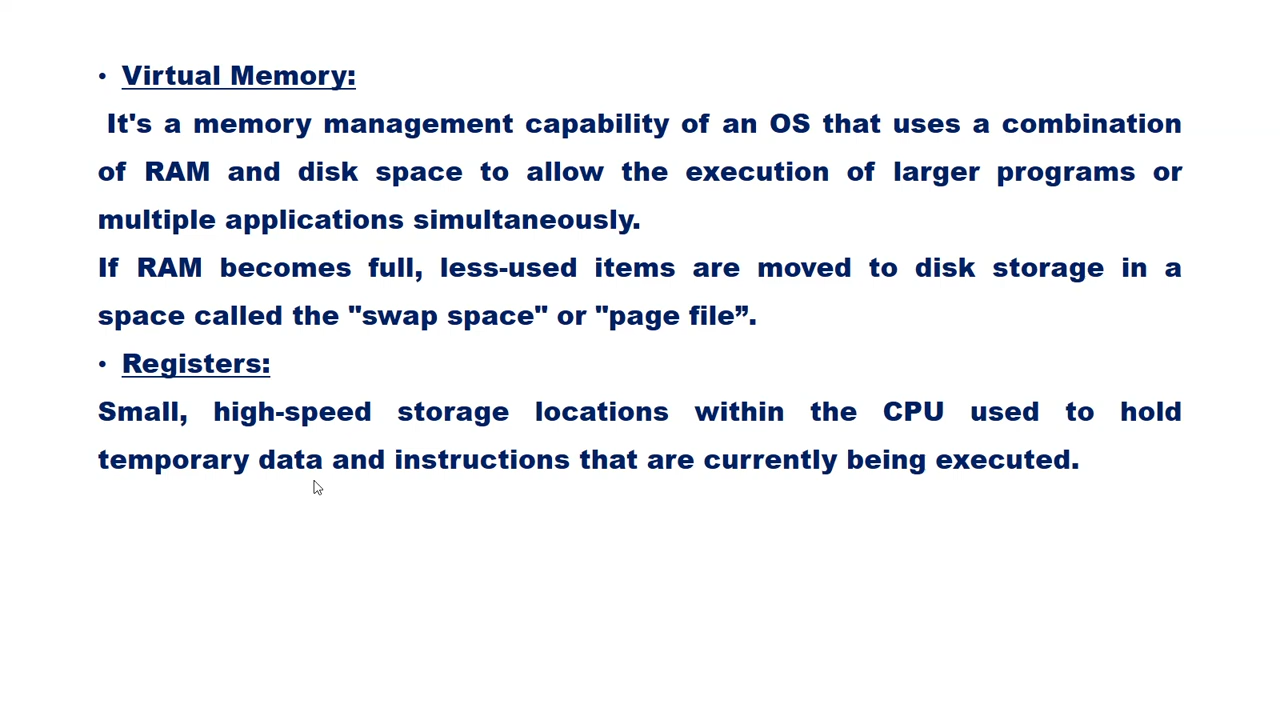 • Virtual Memory:
It's a memory management capability of an OS that uses a combination
of RAM and disk space to allow the execution of larger programs or
multiple applications simultaneously.
If RAM becomes full, less-used items are moved to disk storage in a
space called the "swap space" or "page file”.
• Registers:
Small, high-speed storage locations within the CPU used to hold
temporary data and instructions that are currently being executed.